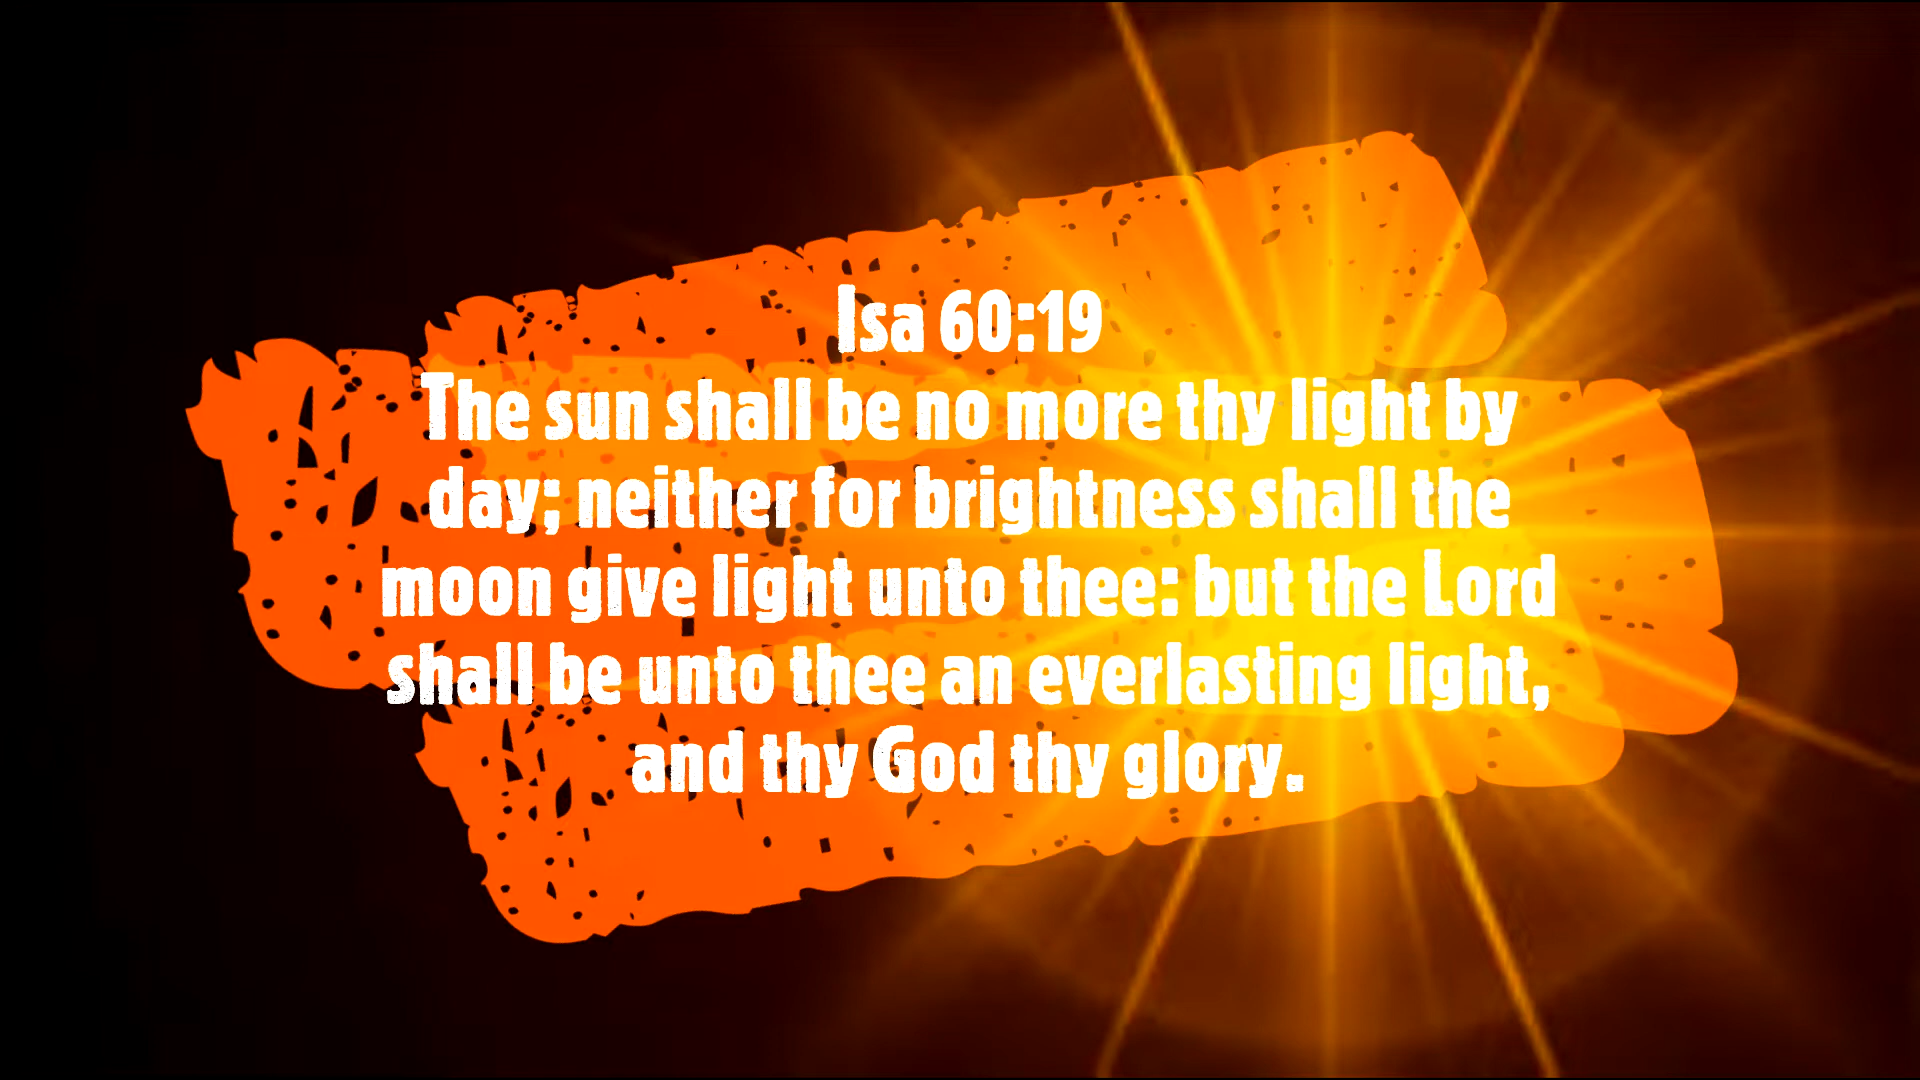 Isa 60:19
The sun shall be no more thy light by
day; neither for brightness shall the
moon give light unto thee: but the Lord
shall be unto thee an everlasting light,
and thy God thy glory.